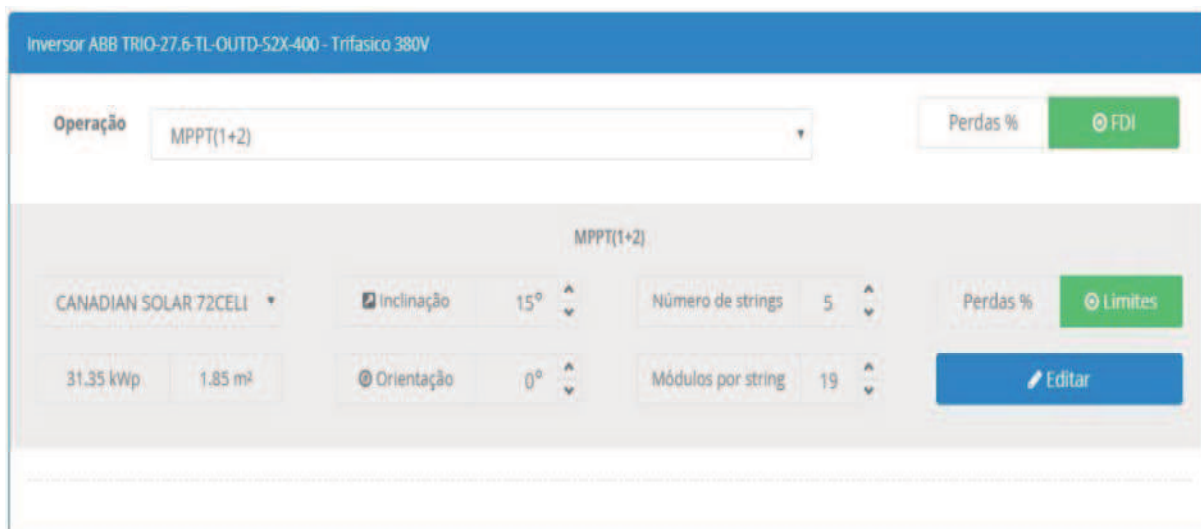 Inversor ABB TRIO-27.6-TL-OUTD-S2X-400 - Trifasico 380V
Operação MPPT(1+2) Perdas % FDI
MPPT(1+2)
CANADIAN SOLAR 72CELI Inclinação 15° Número de strings 5 Perdas % Limites
31.35 kWp 1.85 m² Orientação 0° Módulos por string 19 Editar